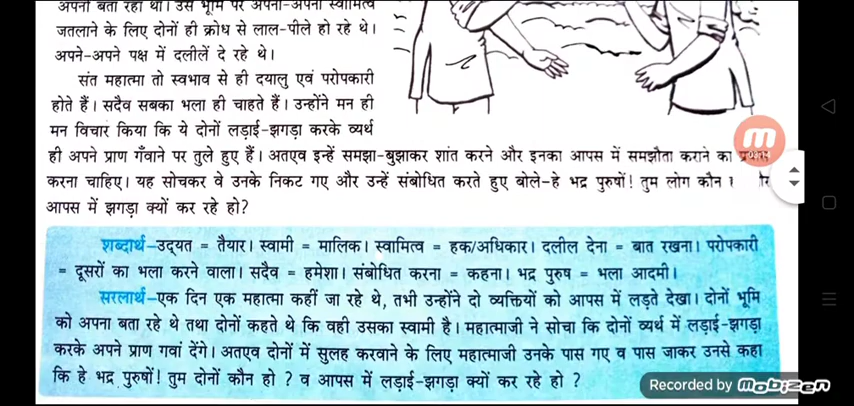 अपनी बता रहा था। उस भूमि पर अपना-अपना स्वामित्व
जतलाने के लिए दोनों ही क्रोध से लाल-पीले हो रहे थे।
अपने-अपने पक्ष में दलीलें दे रहे थे।
संत महात्मा तो स्वभाव से ही दयालु एवं परोपकारी
होते हैं। सदैव सबका भला ही चाहते हैं। उन्होंने मन ही
मन विचार किया कि ये दोनों लड़ाई-झगड़ा करके व्यर्थ
ही अपने प्राण गँवाने पर तुले हुए हैं। अतएव इन्हें समझा-बुझाकर शांत करने और इनका आपस में समझौता कराने का
करना चाहिए। यह सोचकर वे उनके निकट गए और उन्हें संबोधित करते हुए बोले-हे भद्र पुरुषों! तुम लोग कौन
आपस में झगड़ा क्यों कर रहे हो?
शब्दार्थ-उद्यत = तैयार। स्वामी = मालिक। स्वामित्व = हक/अधिकार। दलील देना = बात रखना। परोपकारी
= दूसरों का भला करने वाला। सदैव = हमेशा। संबोधित करना = कहना। भद्र पुरुष = भला आदमी।
सरलार्थ-एक दिन एक महात्मा कहीं जा रहे थे, तभी उन्होंने दो व्यक्तियों को आपस में लड़ते देखा। दोनों भूमि
को अपना बता रहे थे तथा दोनों कहते थे कि वही उसका स्वामी है। महात्माजी ने सोचा कि दोनों व्यर्थ में लड़ाई-झगड़ा
करके अपने प्राण गवां देंगे। अतएव दोनों में सुलह करवाने के लिए महात्माजी उनके पास गए व पास जाकर उनसे कहा
कि हे भद्र पुरुषों! तुम दोनों कौन हो ? व आपस में लड़ाई-झगड़ा क्यों कर रहे हो ?
Recorded by Mobizen